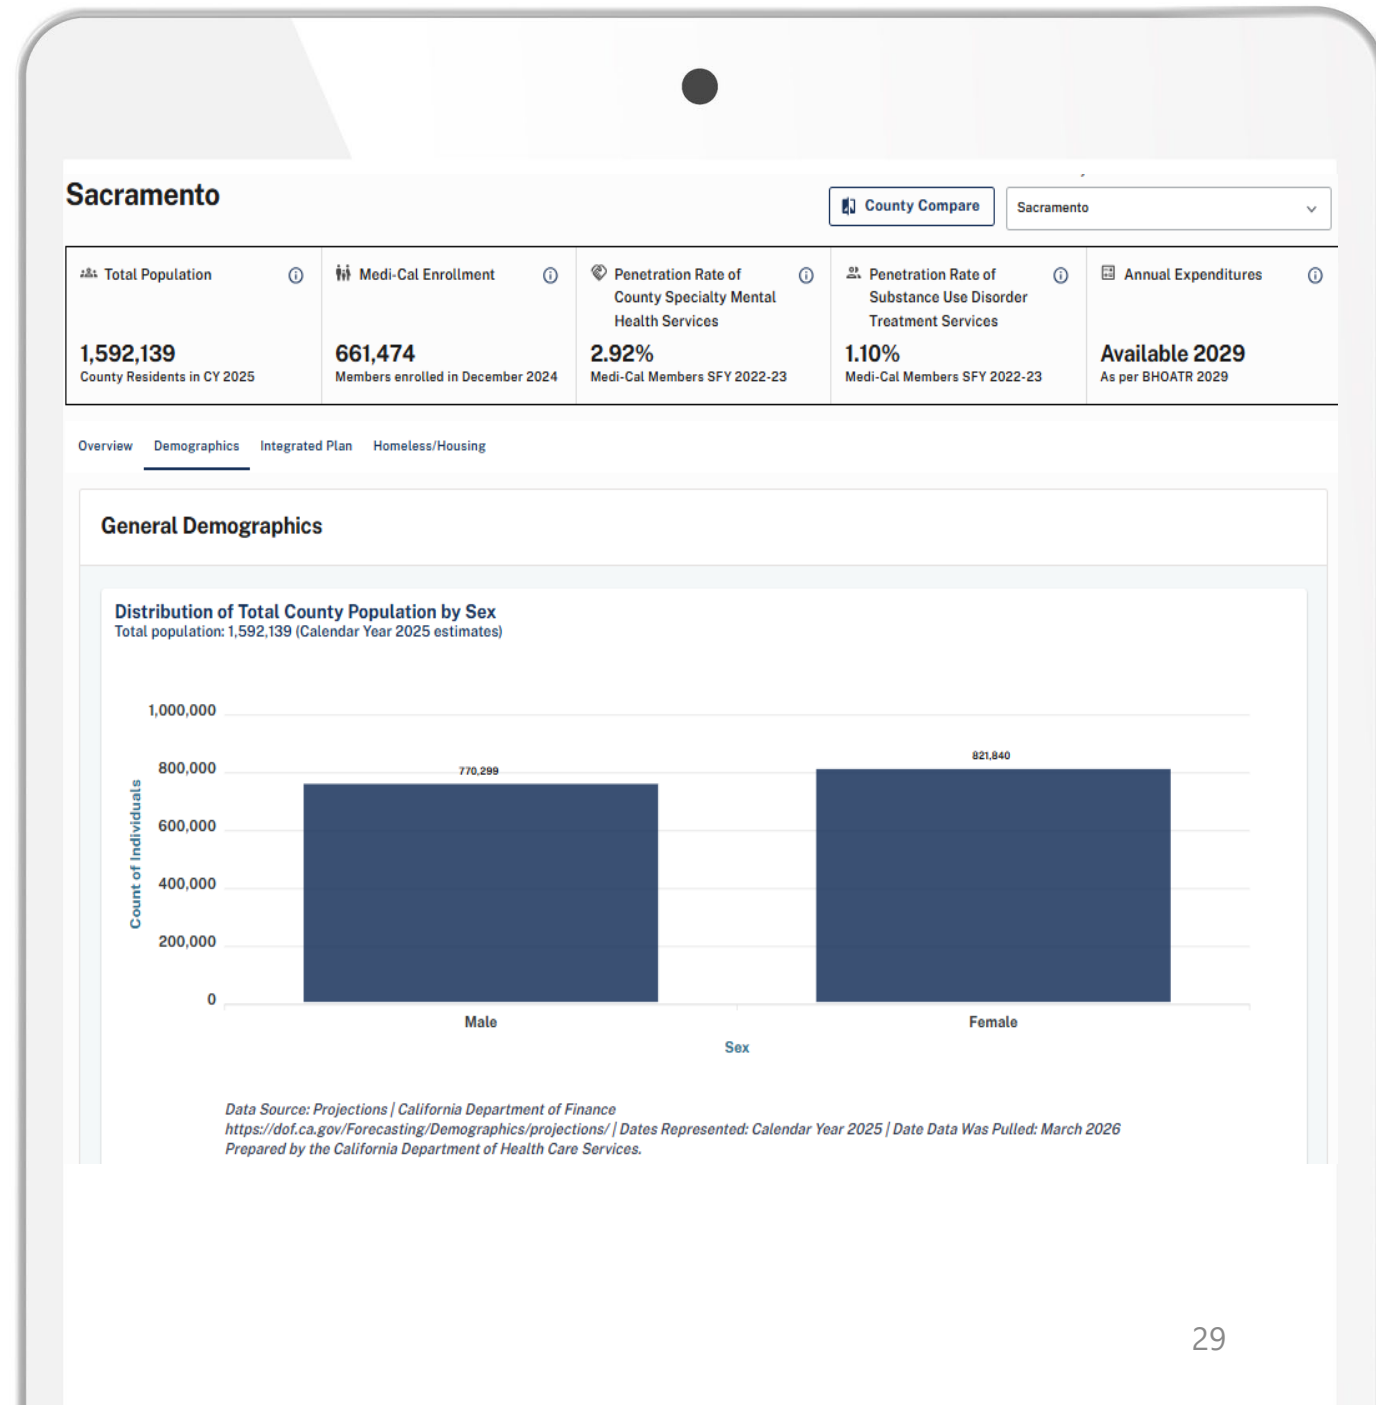 Sacramento
County Compare
Sacramento
Total Population
Medi-Cal Enrollment
Penetration Rate of
County Specialty Mental
Health Services
Penetration Rate of
Substance Use Disorder
Treatment Services
Annual Expenditures
1,592,139
County Residents in CY 2025
661,474
Members enrolled in December 2024
2.92%
Medi-Cal Members SFY 2022-23
1.10%
Medi-Cal Members SFY 2022-23
Available 2029
As per BHOATR 2029
Overview Demographics Integrated Plan Homeless/Housing
General Demographics
Distribution of Total County Population by Sex
Total population: 1,592,139 (Calendar Year 2025 estimates)
Count of Individuals
1,000,000
800,000
600,000
400,000
200,000
0
770,299
821,840
Male
Female
Sex
Data Source: Projections | California Department of Finance
https://dof.ca.gov/Forecasting/Demographics/projections/ | Dates Represented: Calendar Year 2025 | Date Data Was Pulled: March 2026
Prepared by the California Department of Health Care Services.
29